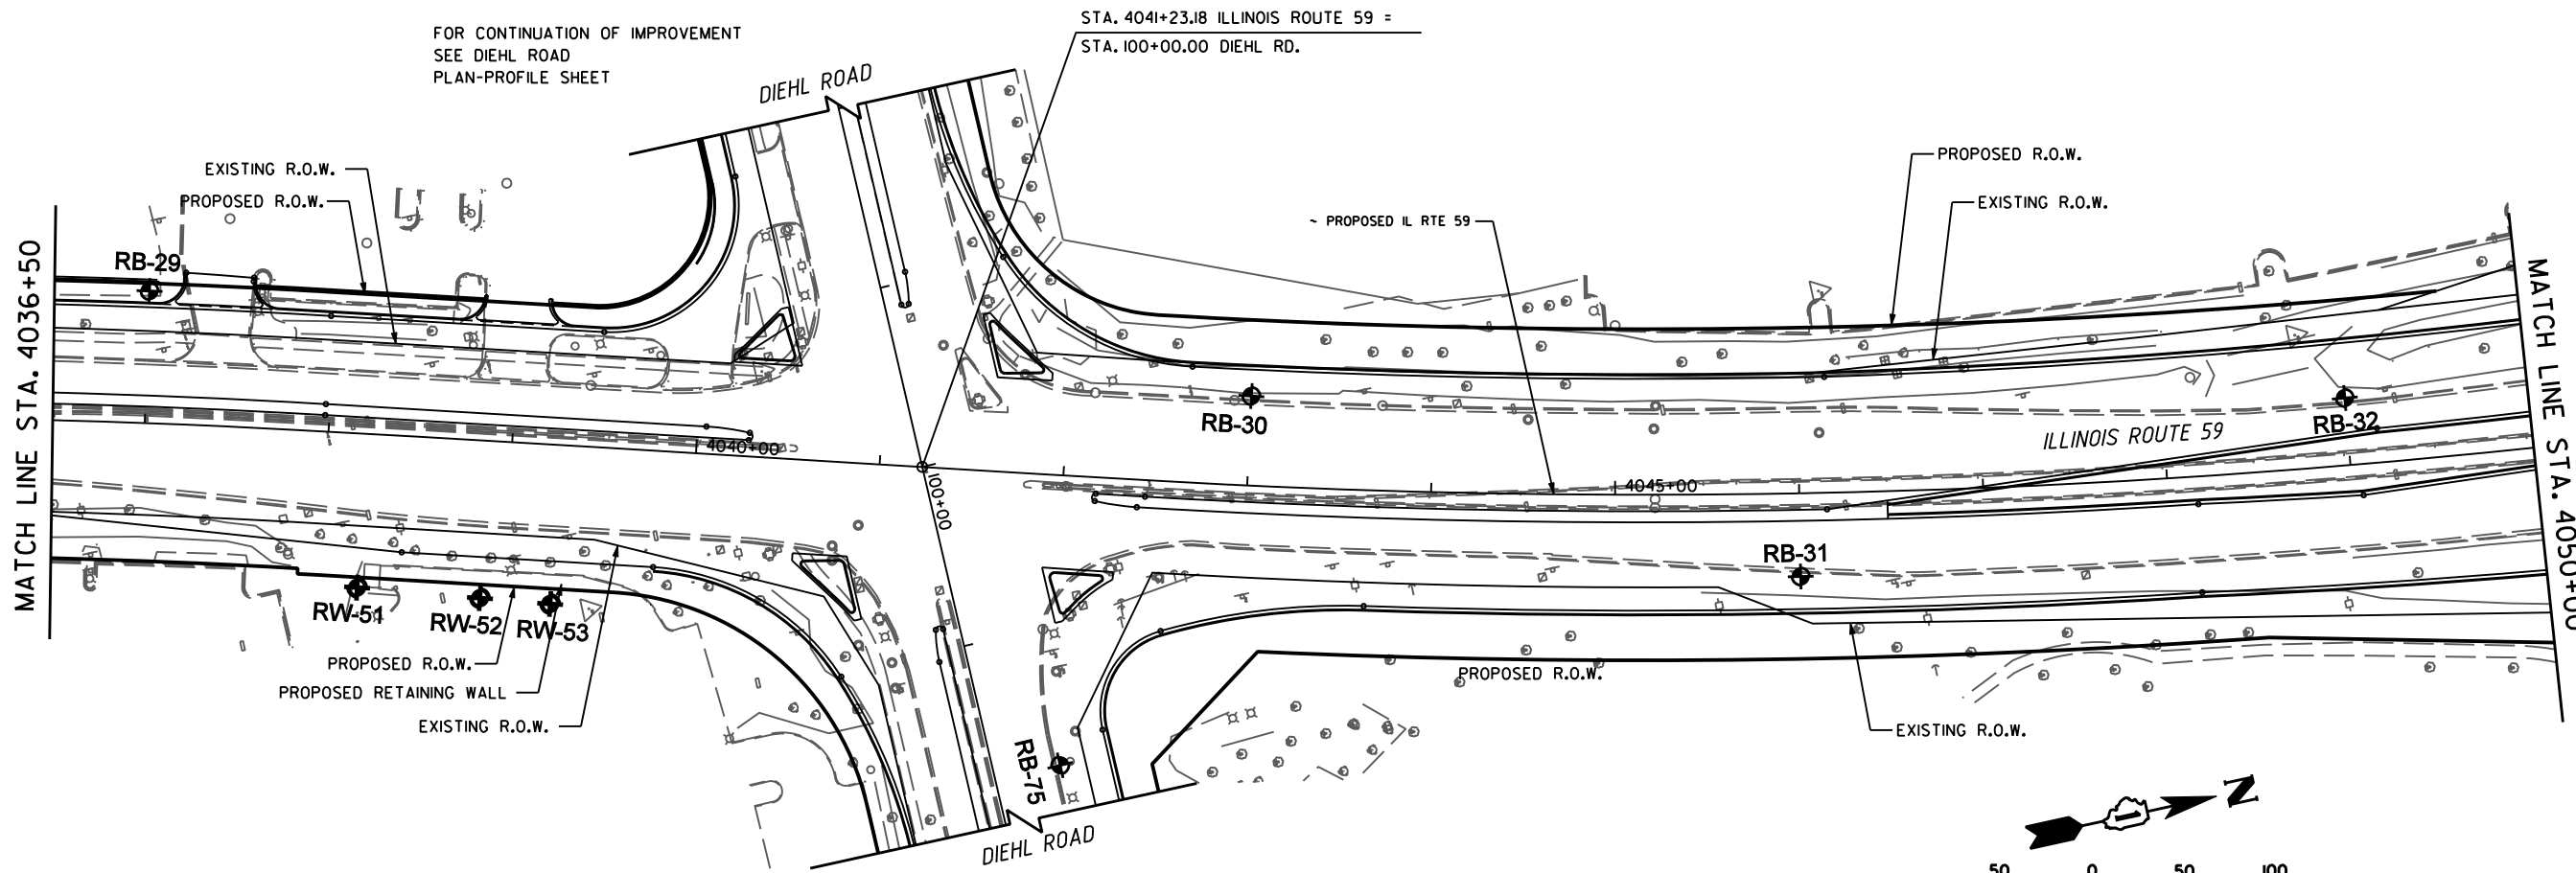 FOR CONTINUATION OF IMPROVEMENT
SEE DIEHL ROAD
PLAN-PROFILE SHEET
STA. 4041+23.18 ILLINOIS ROUTE 59 =
STA. 100+00.00 DIEHL RD.
DIEHL ROAD
EXISTING R.O.W.
PROPOSED R.O.W.
PROPOSED R.O.W.
EXISTING R.O.W.
~ PROPOSED IL RTE 59
MATCH LINE STA. 4036+50
RB-29
RB-30
RB-32
ILLINOIS ROUTE 59
MATCH LINE STA. 4050+00
4040+00
100+00
4045+00
RB-31
RW-51
RW-52
RW-53
PROPOSED R.O.W.
PROPOSED RETAINING WALL
EXISTING R.O.W.
PROPOSED R.O.W.
EXISTING R.O.W.
RB-75
DIEHL ROAD
N
50 0 50 100